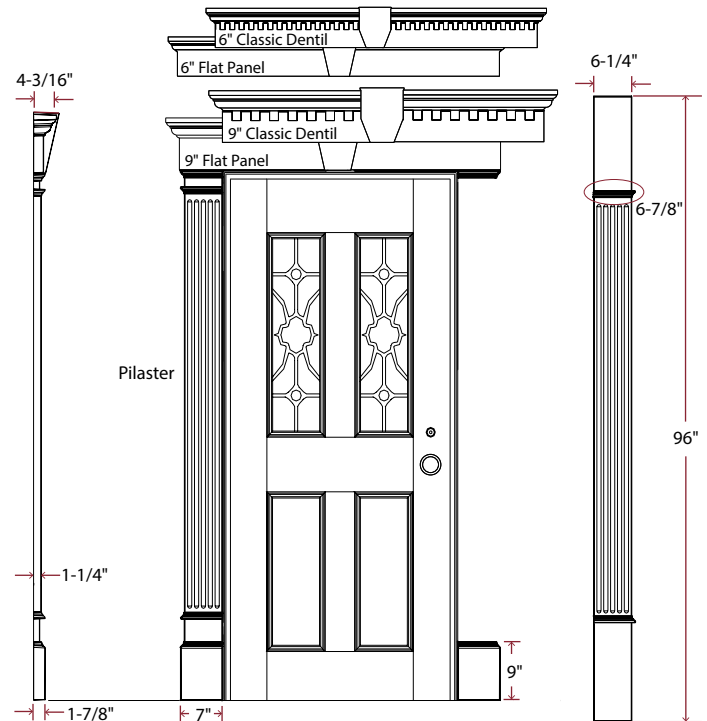 6" Classic Dentil
6" Flat Panel
4-3/16"
6-1/4"
9" Classic Dentil
9" Flat Panel
6-7/8"
Pilaster
96"
1-1/4"
9"
1-7/8"
7"